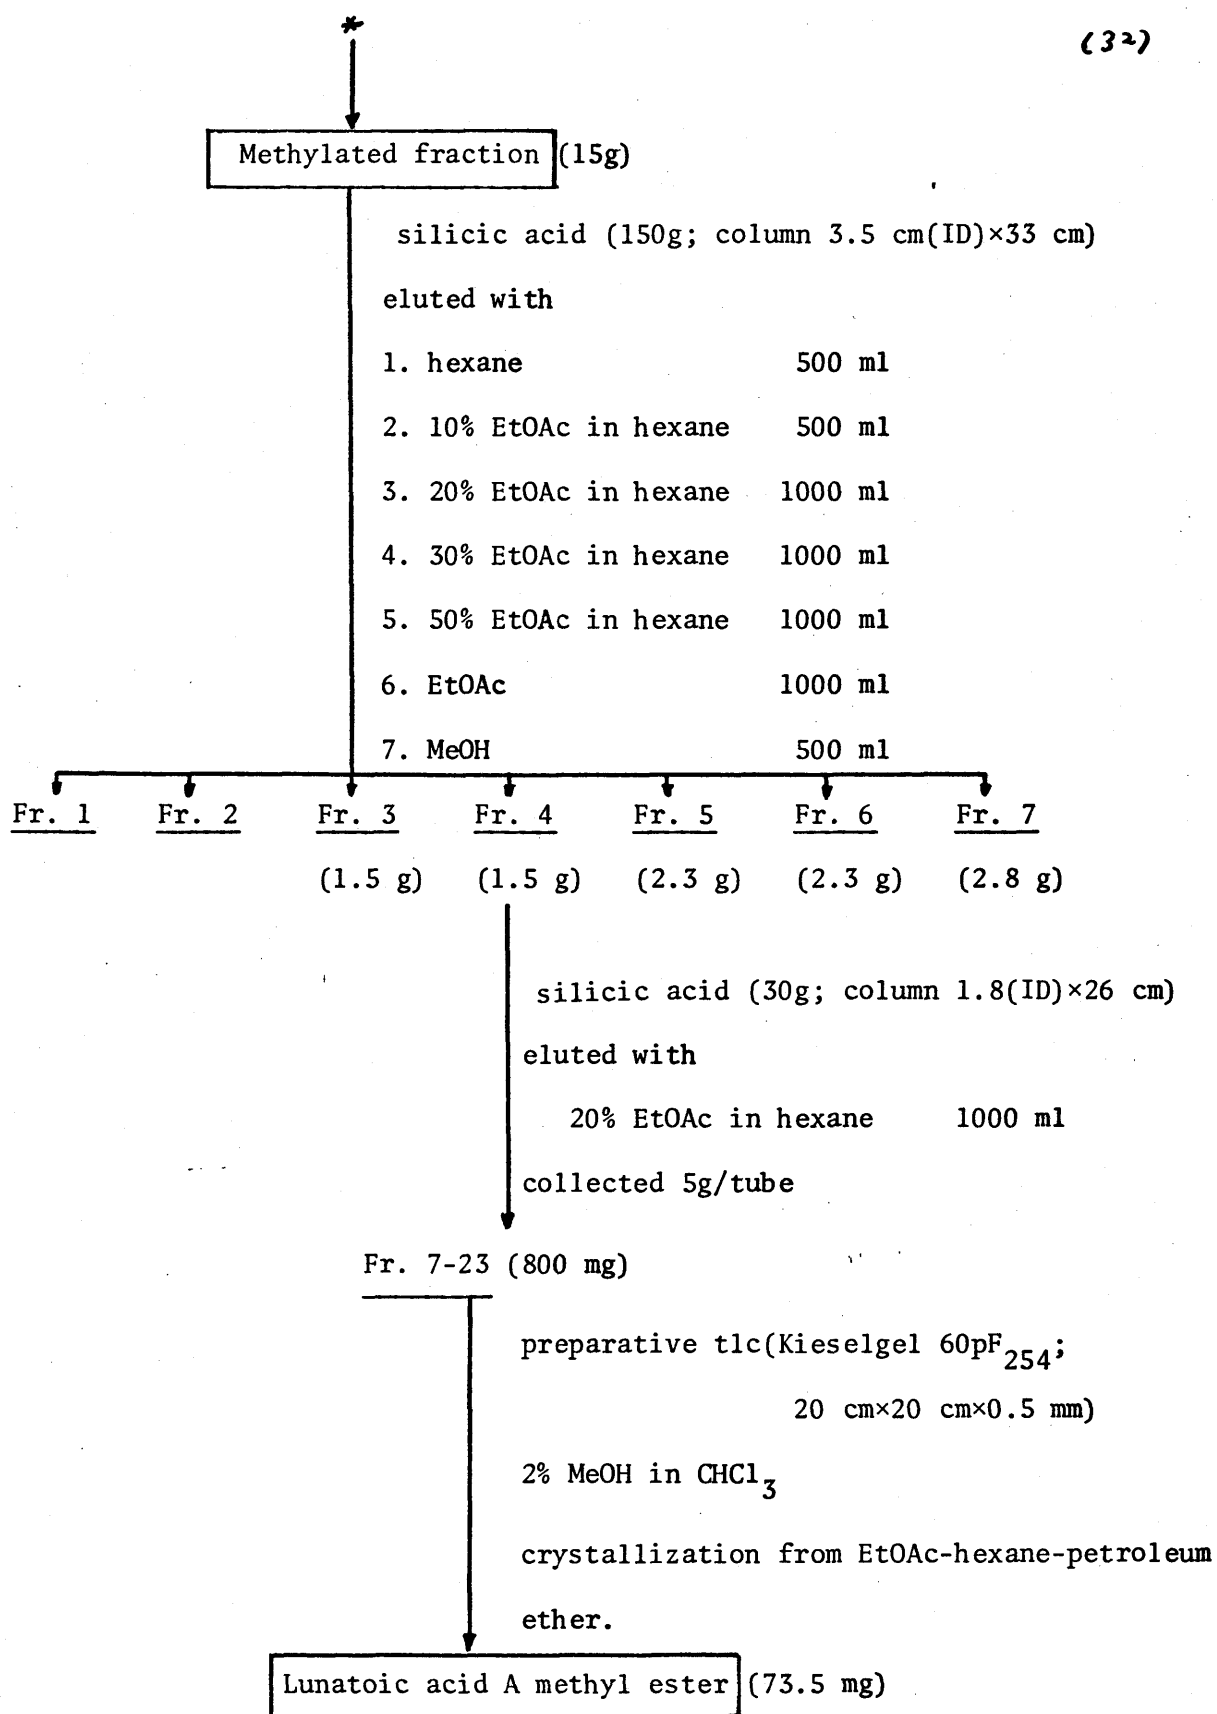 *
(32)
Methylated fraction (15g)
silicic acid (150g; column 3.5 cm(ID)×33 cm)
eluted with
1. hexane 500 ml
2. 10% EtOAc in hexane 500 ml
3. 20% EtOAc in hexane 1000 ml
4. 30% EtOAc in hexane 1000 ml
5. 50% EtOAc in hexane 1000 ml
6. EtOAc 1000 ml
7. MeOH 500 ml
Fr. 1 Fr. 2 Fr. 3 Fr. 4 Fr. 5 Fr. 6 Fr. 7
(1.5 g) (1.5 g) (2.3 g) (2.3 g) (2.8 g)
silicic acid (30g; column 1.8(ID)×26 cm)
eluted with
20% EtOAc in hexane 1000 ml
collected 5g/tube
Fr. 7-23 (800 mg)
preparative tlc(Kieselgel 60pF254;
20 cm×20 cm×0.5 mm)
2% MeOH in CHCl3
crystallization from EtOAc-hexane-petroleum
ether.
Lunatoic acid A methyl ester (73.5 mg)